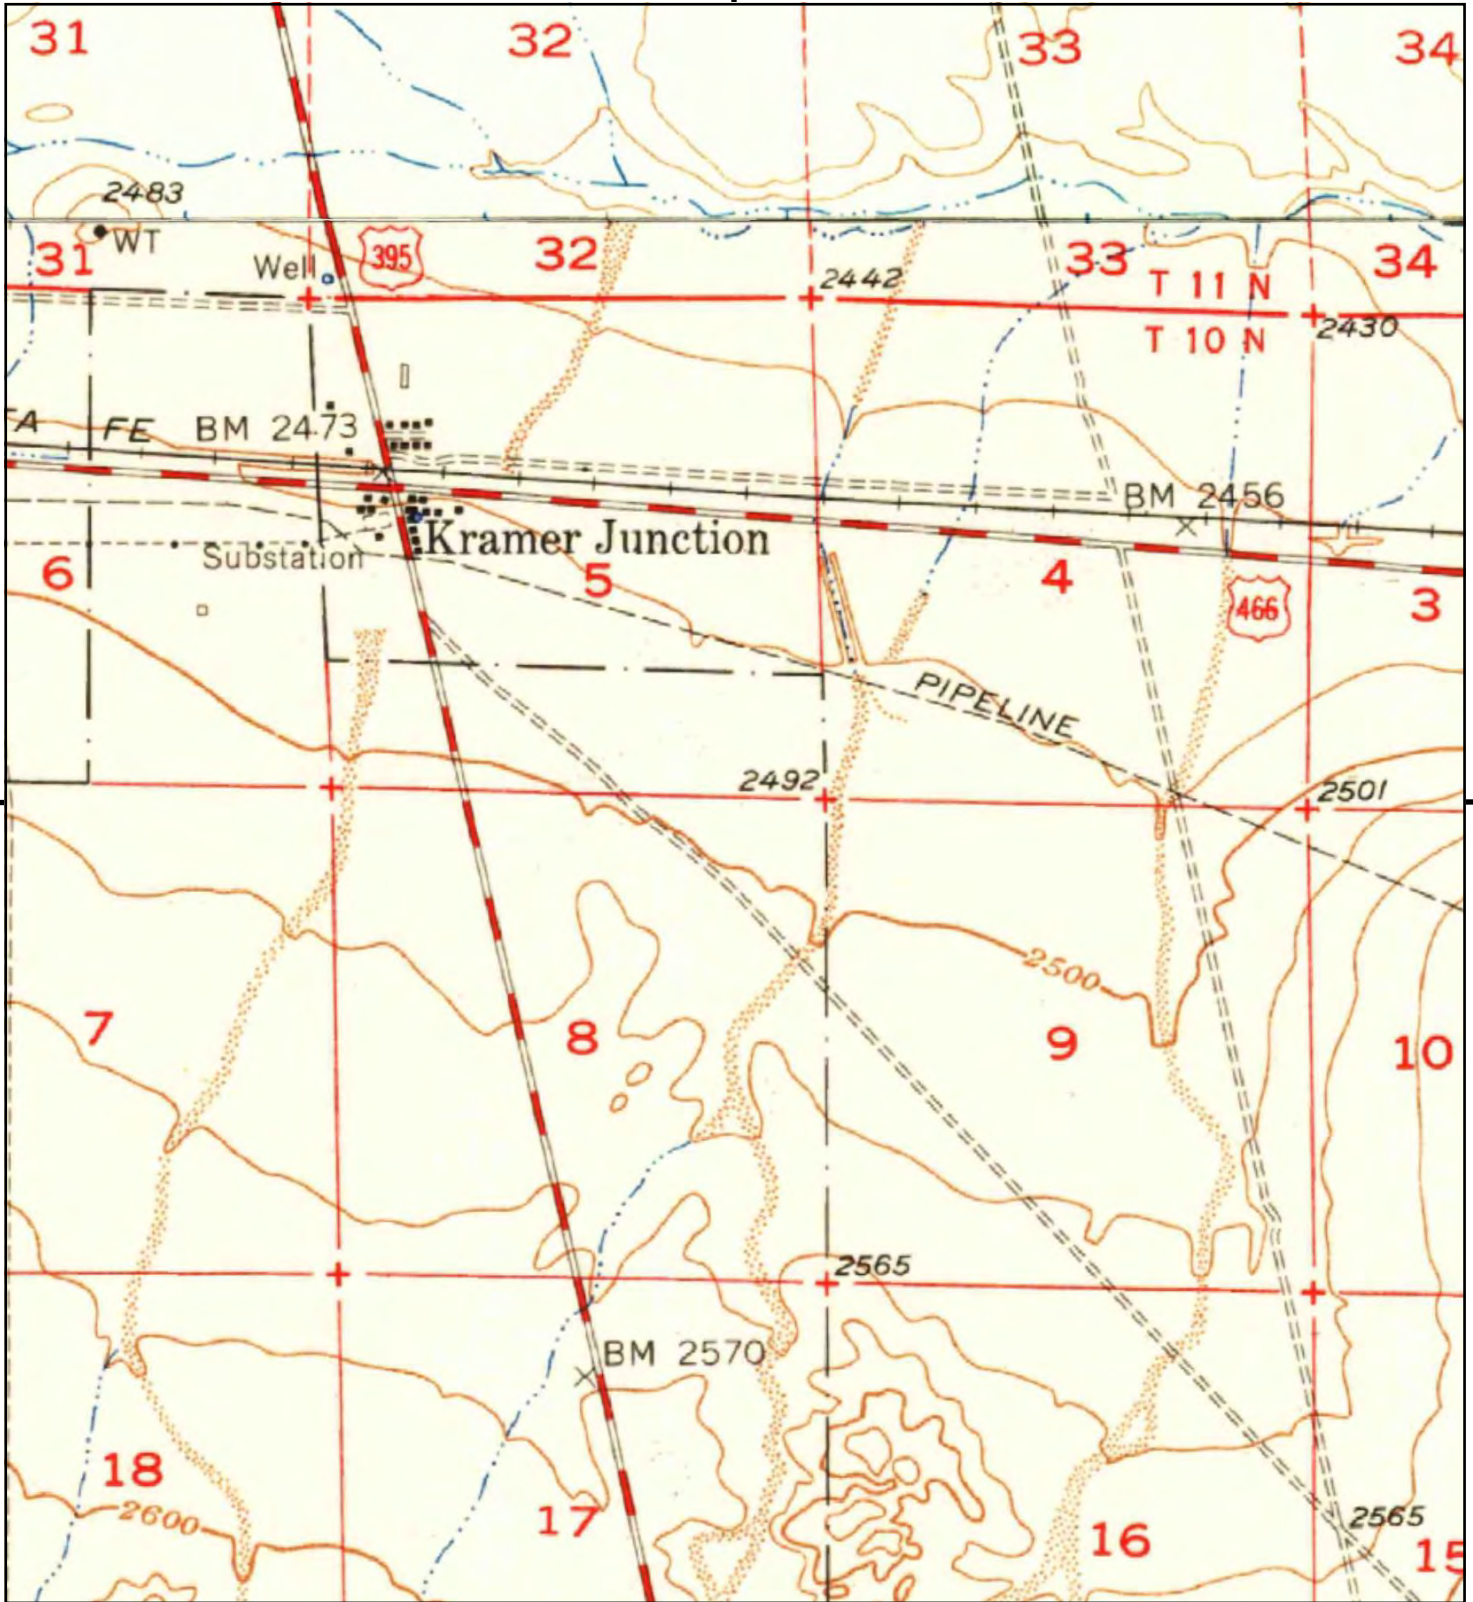 31 32 33 34
2483
WT
31 Well 395 32 33 34
2442
T 11 N
T 10 N
2430
FE BM 2473
BM 2456
Kramer Junction
Substation
6 5 4 3
466
PIPELINE
2492 2501
2500
7 8 9 10
2565
BM 2570
18 17 16 15
2600
2565